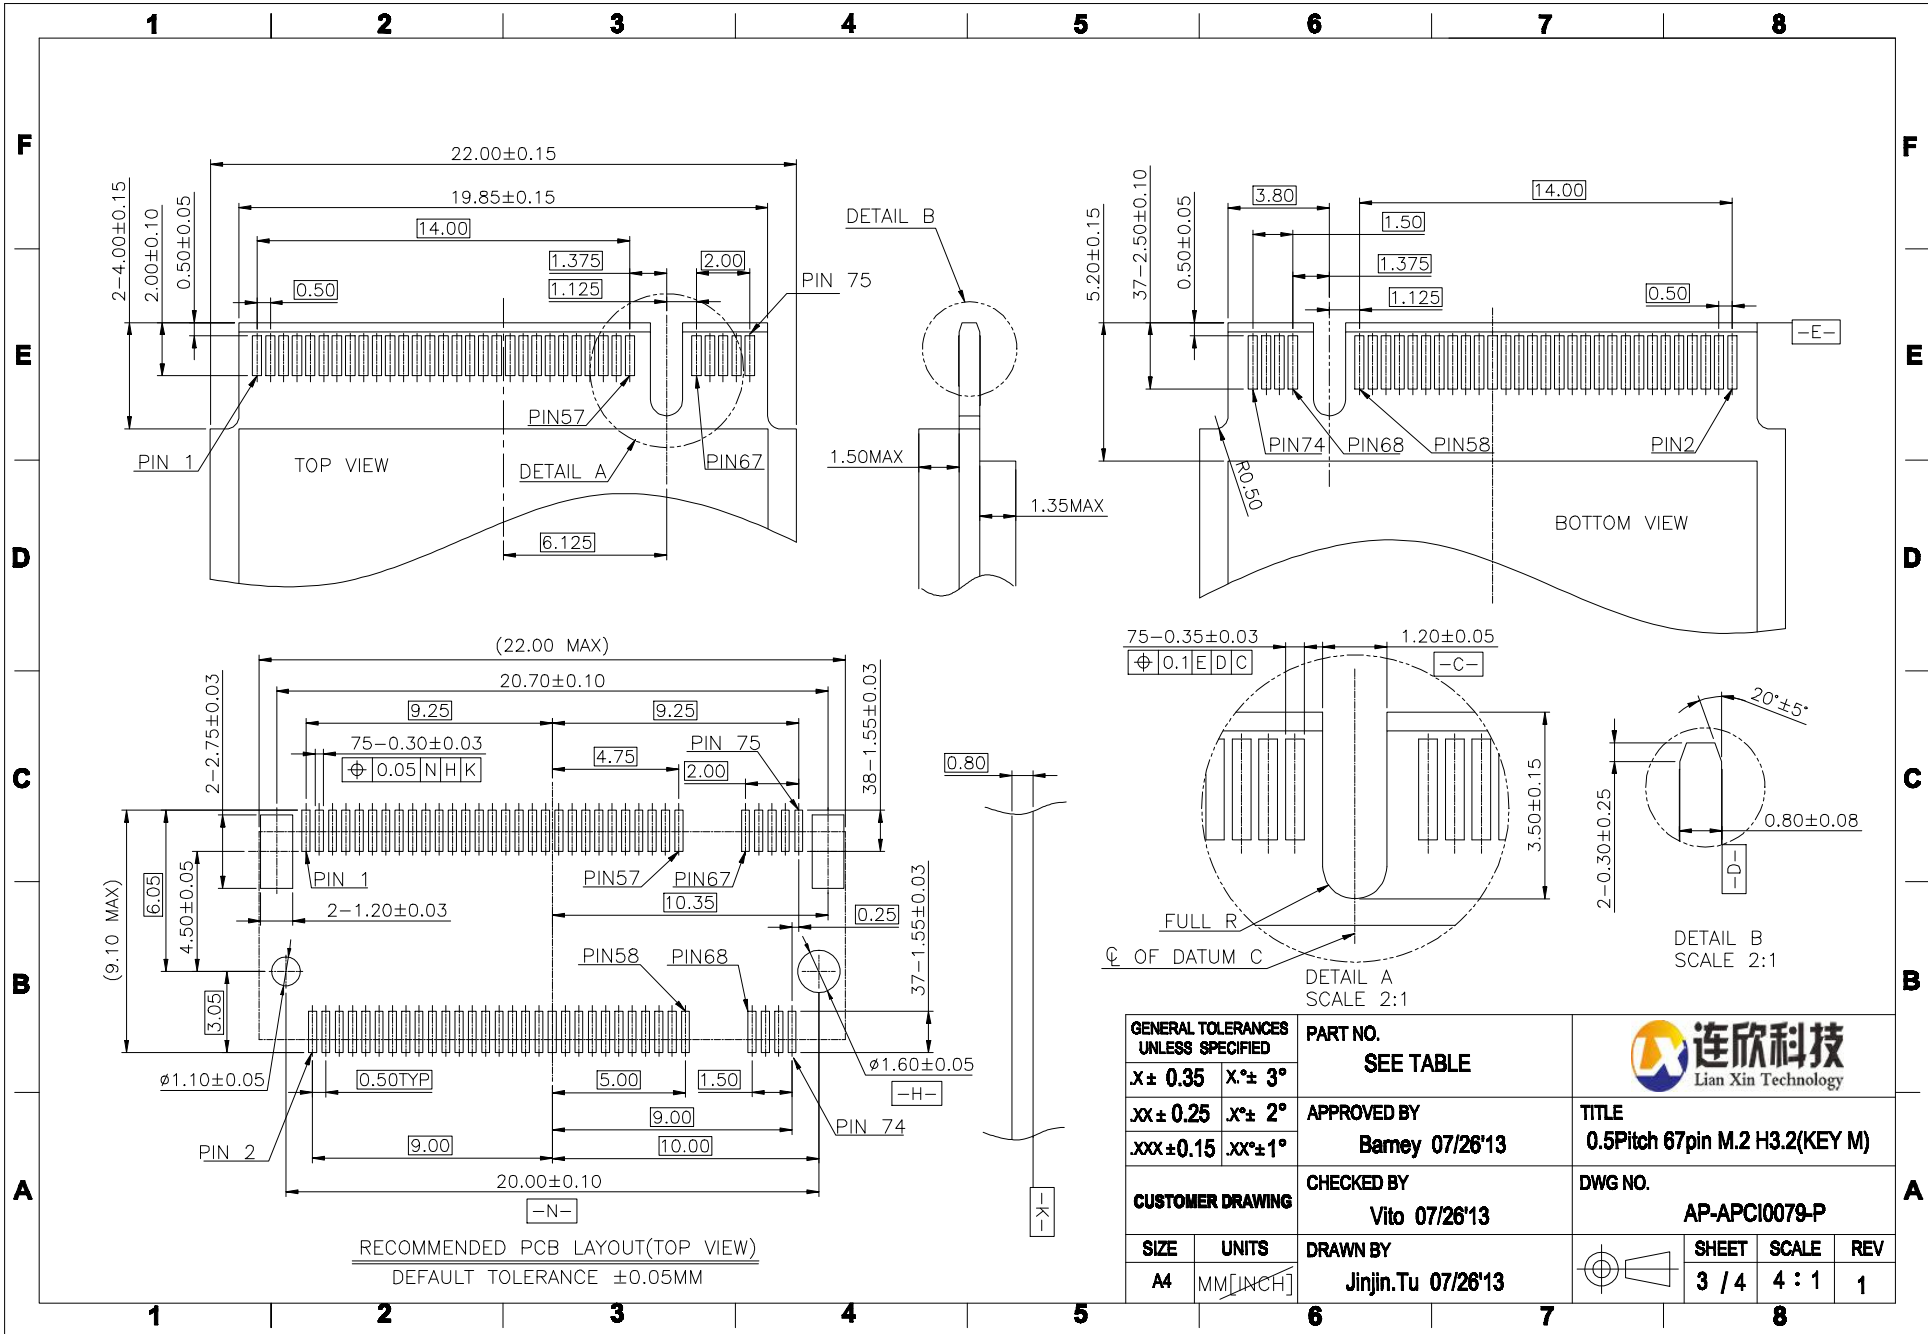 1 2 3 4 5 6 7 8
F F
E E
D D
C C
B B
A A
22.00±0.15
19.85±0.15
14.00
1.375
2.00
1.125
0.50
PIN 75
2-4.00±0.15
2.00±0.10
0.50±0.05
PIN57
PIN 1
TOP VIEW
DETAIL A
PIN67
6.125
DETAIL B
1.50MAX
1.35MAX
3.80
14.00
1.50
1.375
1.125
0.50
5.20±0.15
37-2.50±0.10
0.50±0.05
-E-
PIN74
PIN68
PIN58
PIN2
R0.50
BOTTOM VIEW
(22.00 MAX)
20.70±0.10
9.25
9.25
75-0.30±0.03
0.05 N H K
4.75
PIN 75
2.00
2-2.75±0.03
38-1.55±0.03
PIN 1
PIN57
PIN67
(9.10 MAX)
6.05
4.50±0.05
2-1.20±0.03
10.35
0.25
37-1.55±0.03
PIN58
PIN68
3.05
ø1.10±0.05
0.50TYP
5.00
1.50
ø1.60±0.05
-H-
9.00
PIN 74
PIN 2
9.00
10.00
20.00±0.10
-N-
RECOMMENDED PCB LAYOUT(TOP VIEW)
DEFAULT TOLERANCE ±0.05MM
0.80
-K-
75-0.35±0.03
0.1 E D C
1.20±0.05
-C-
3.50±0.15
FULL R
℄ OF DATUM C
DETAIL A
SCALE 2:1
20°±5°
2-0.30±0.25
0.80±0.08
-D-
DETAIL B
SCALE 2:1
GENERAL TOLERANCES
UNLESS SPECIFIED
.X± 0.35 X.°± 3°
.XX± 0.25 .X°± 2°
.XXX±0.15 .XX°±1°
CUSTOMER DRAWING
SIZE UNITS
A4 MM[INCH]
PART NO.
SEE TABLE
APPROVED BY
Barney 07/26'13
CHECKED BY
Vito 07/26'13
DRAWN BY
Jinjin.Tu 07/26'13
连欣科技
Lian Xin Technology
TITLE
0.5Pitch 67pin M.2 H3.2(KEY M)
DWG NO.
AP-APCI0079-P
SHEET SCALE REV
3 / 4 4 : 1 1
1 2 3 4 5 6 7 8